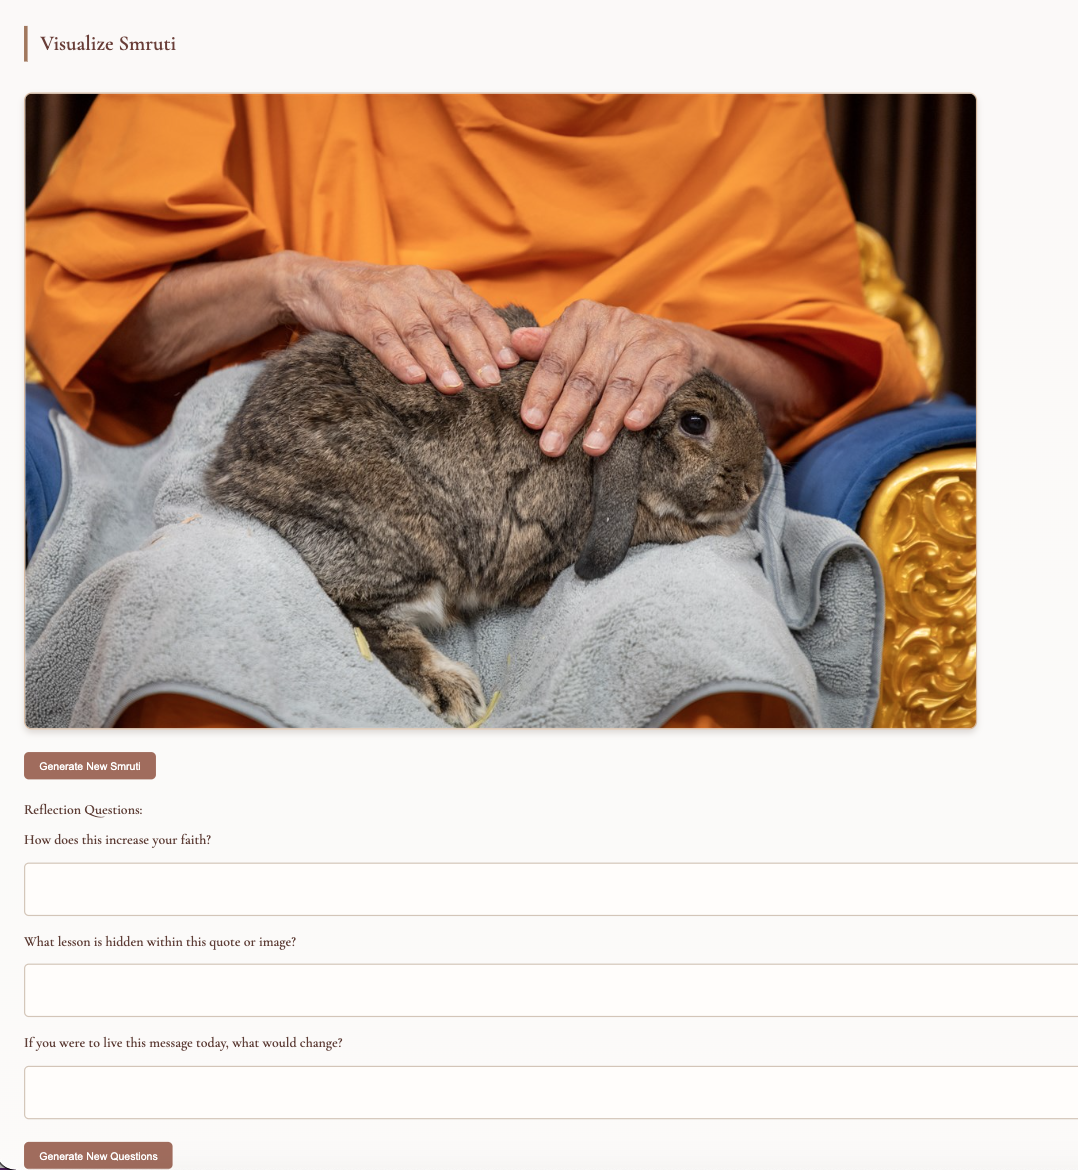 Visualize Smruti
Generate New Smruti
Reflection Questions:
How does this increase your faith?
What lesson is hidden within this quote or image?
If you were to live this message today, what would change?
Generate New Questions